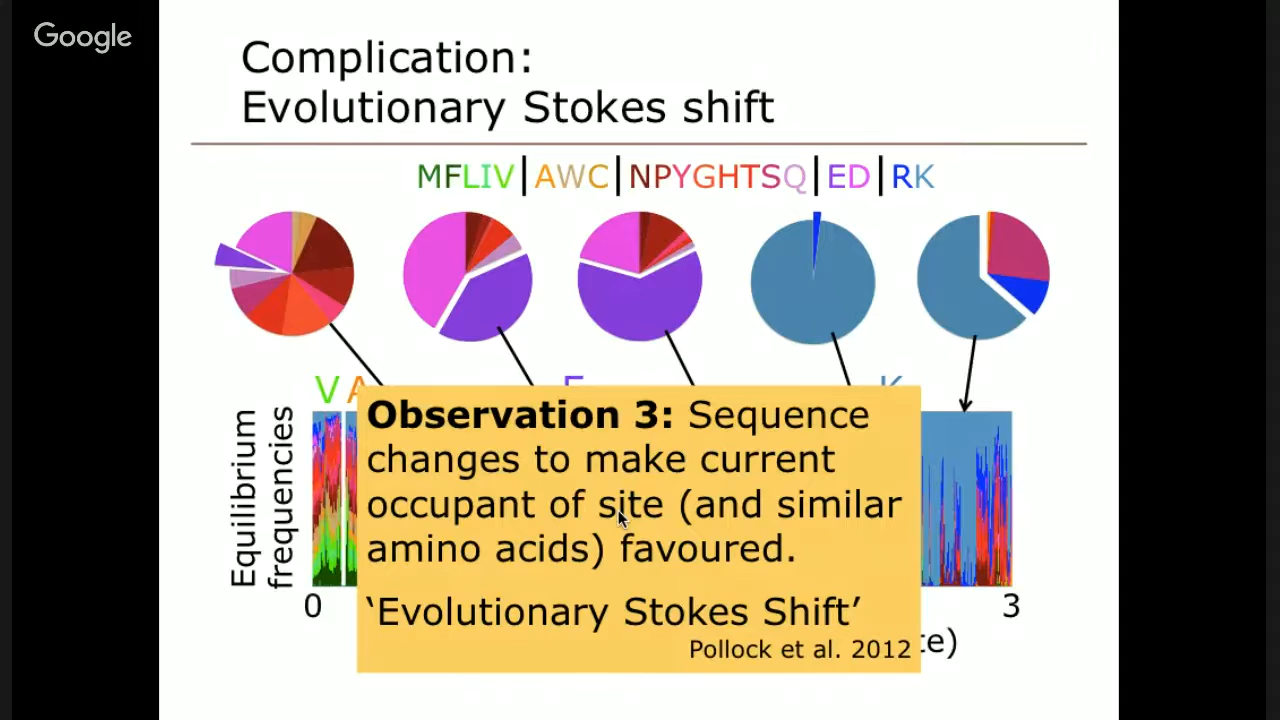 Google
Complication:
Evolutionary Stokes shift
MFLIV|AWC|NPYGHTSQ|ED|RK
V A E K
Equilibrium
frequencies
Observation 3: Sequence
changes to make current
occupant of site (and similar
amino acids) favoured.
‘Evolutionary Stokes Shift’
Pollock et al. 2012
0 3
te)